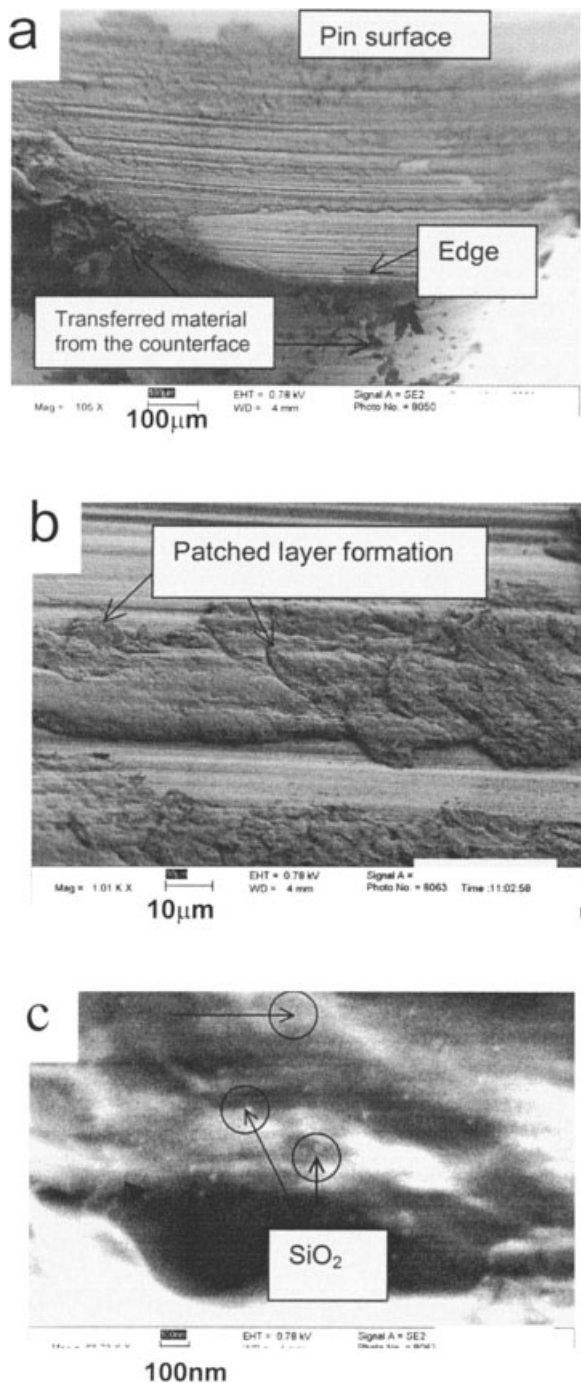 a
Pin surface
Edge
Transferred material
from the counterface
Mag = 105 X
100μm
EHT = 0.78 kV
WD = 4 mm
Signal A = SE2
Photo No. = 8050
100μm
b
Patched layer formation
Mag = 1.01 K X
EHT = 0.78 kV
WD = 4 mm
Signal A =
Photo No. = 8063
Time :11:02:58
10μm
c
SiO₂
100nm
EHT = 0.78 kV
Signal A = SE2
100nm